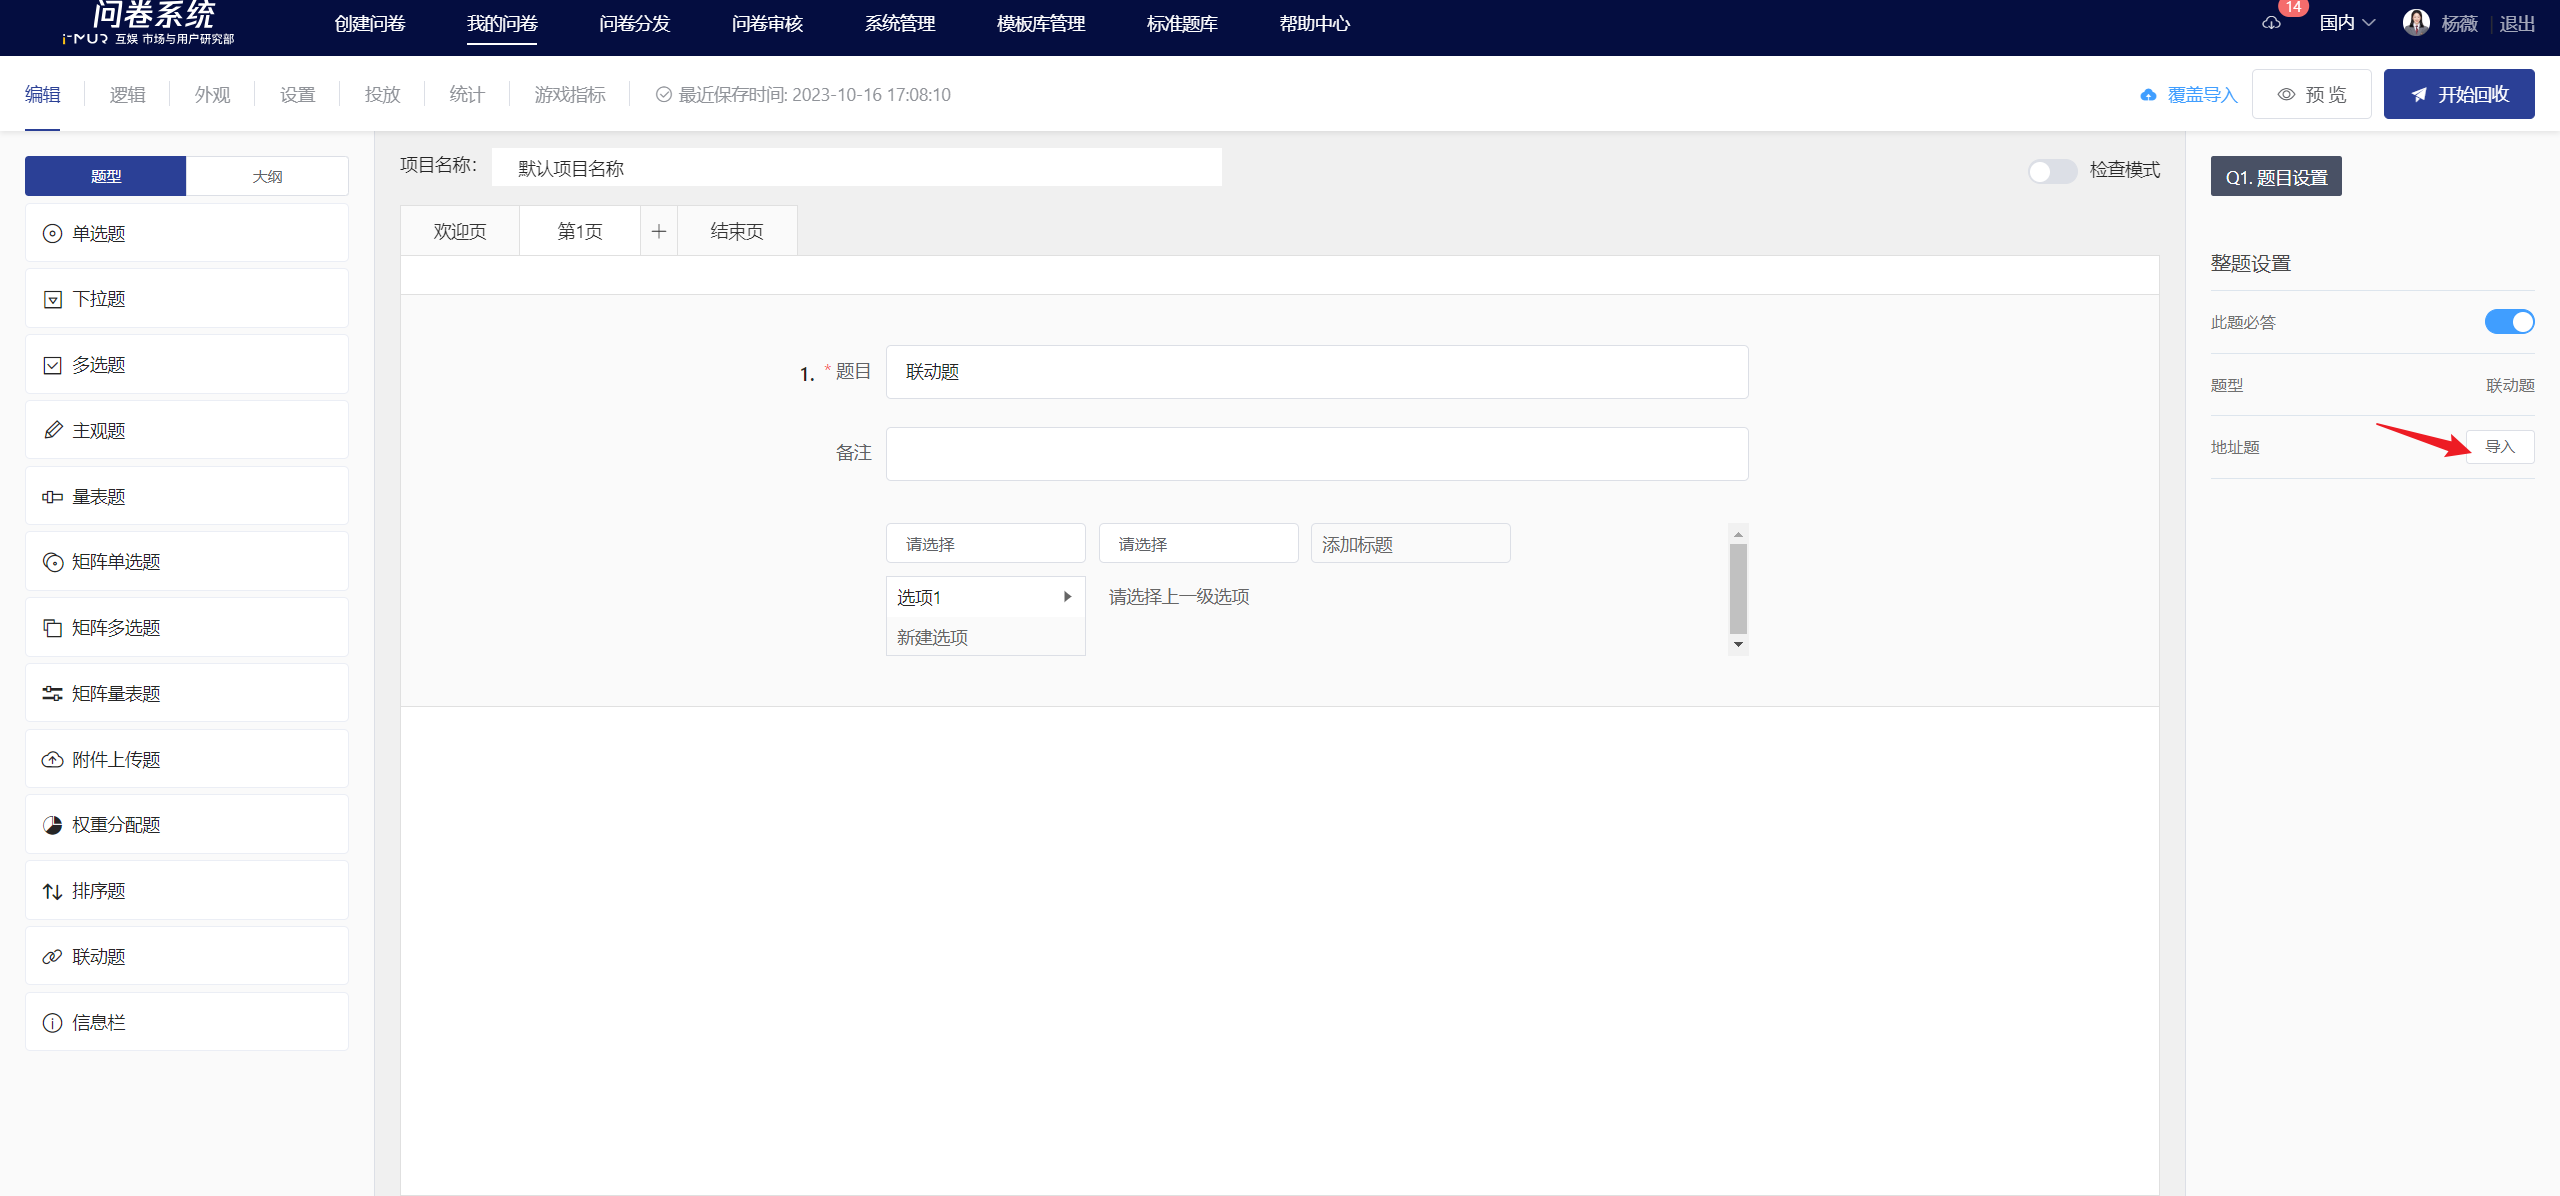 问卷系统
i-MUR 互娱 市场与用户研究部
创建问卷
我的问卷
问卷分发
问卷审核
系统管理
模板库管理
标准题库
帮助中心
14
国内
杨薇
退出
编辑
逻辑
外观
设置
投放
统计
游戏指标
最近保存时间: 2023-10-16 17:08:10
覆盖导入
预 览
开始回收
题型
大纲
单选题
下拉题
多选题
主观题
量表题
矩阵单选题
矩阵多选题
矩阵量表题
附件上传题
权重分配题
排序题
联动题
信息栏
项目名称:
默认项目名称
检查模式
欢迎页
第1页
结束页
1. * 题目
联动题
备注
请选择
请选择
添加标题
选项1
请选择上一级选项
新建选项
Q1. 题目设置
整题设置
此题必答
题型
联动题
地址题
导入